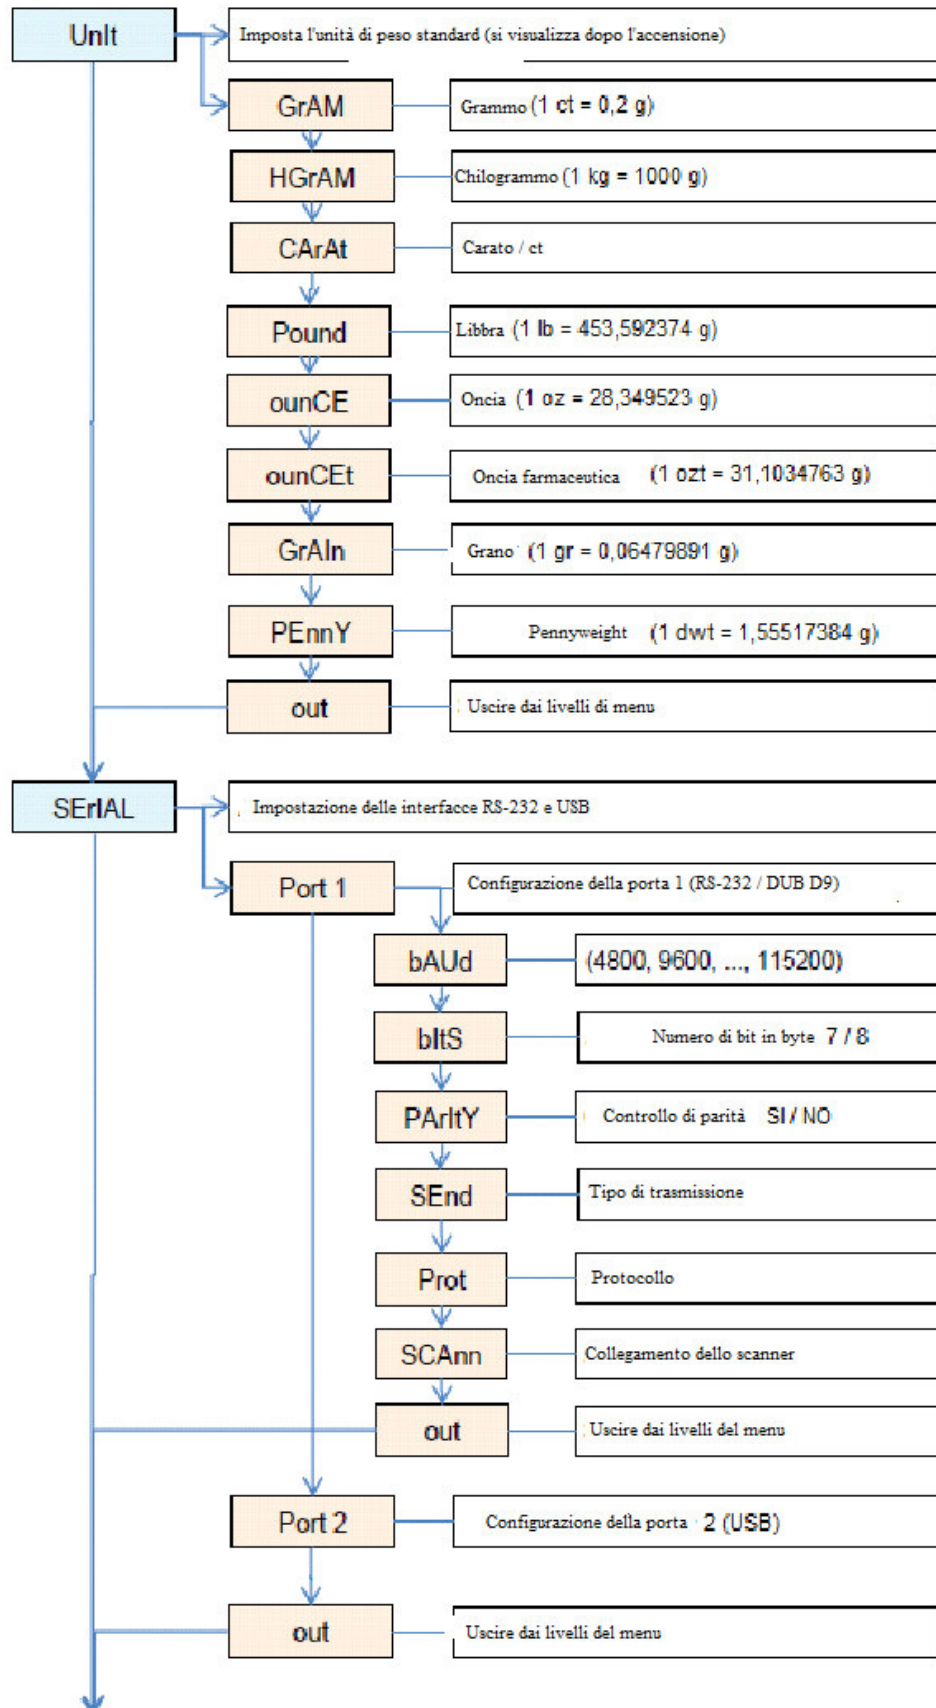 UnIt
Imposta l'unità di peso standard (si visualizza dopo l'accensione)
GrAM
Grammo (1 ct = 0,2 g)
HGrAM
Chilogrammo (1 kg = 1000 g)
CArAt
Carato / ct
Pound
Libbra (1 lb = 453,592374 g)
ounCE
Oncia (1 oz = 28,349523 g)
ounCEt
Oncia farmaceutica (1 ozt = 31,1034763 g)
GrAIn
Grano (1 gr = 0,06479891 g)
PEnnY
Pennyweight (1 dwt = 1,55517384 g)
out
Uscire dai livelli di menu
SErIAL
Impostazione delle interfacce RS-232 e USB
Port 1
Configurazione della porta 1 (RS-232 / DUB D9)
bAUd
(4800, 9600, ..., 115200)
bItS
Numero di bit in byte 7 / 8
PArItY
Controllo di parità SI / NO
SEnd
Tipo di trasmissione
Prot
Protocollo
SCAnn
Collegamento dello scanner
out
Uscire dai livelli del menu
Port 2
Configurazione della porta 2 (USB)
out
Uscire dai livelli del menu